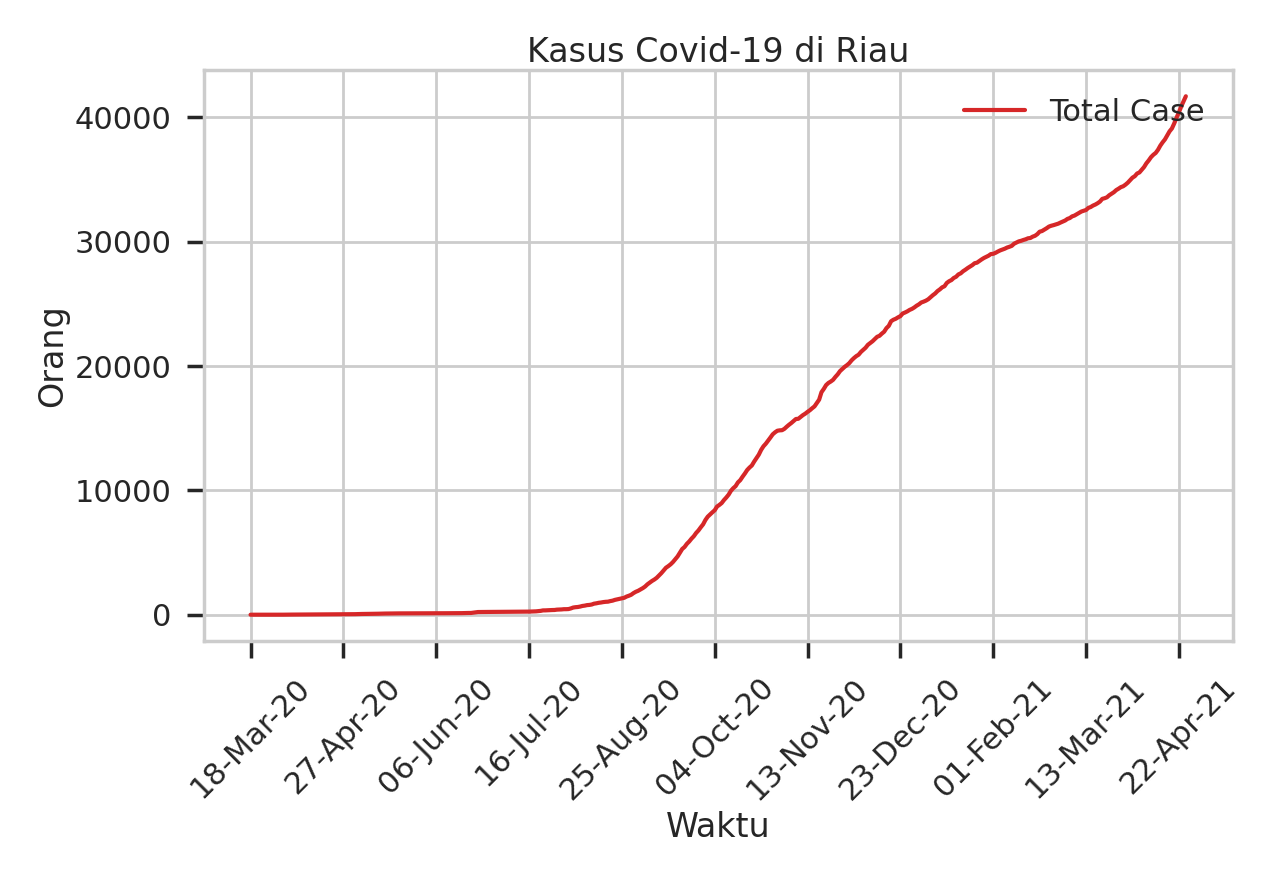 Kasus Covid-19 di Riau
Total Case
Orang
40000
30000
20000
10000
0
18-Mar-20
27-Apr-20
06-Jun-20
16-Jul-20
25-Aug-20
04-Oct-20
13-Nov-20
23-Dec-20
01-Feb-21
13-Mar-21
22-Apr-21
Waktu